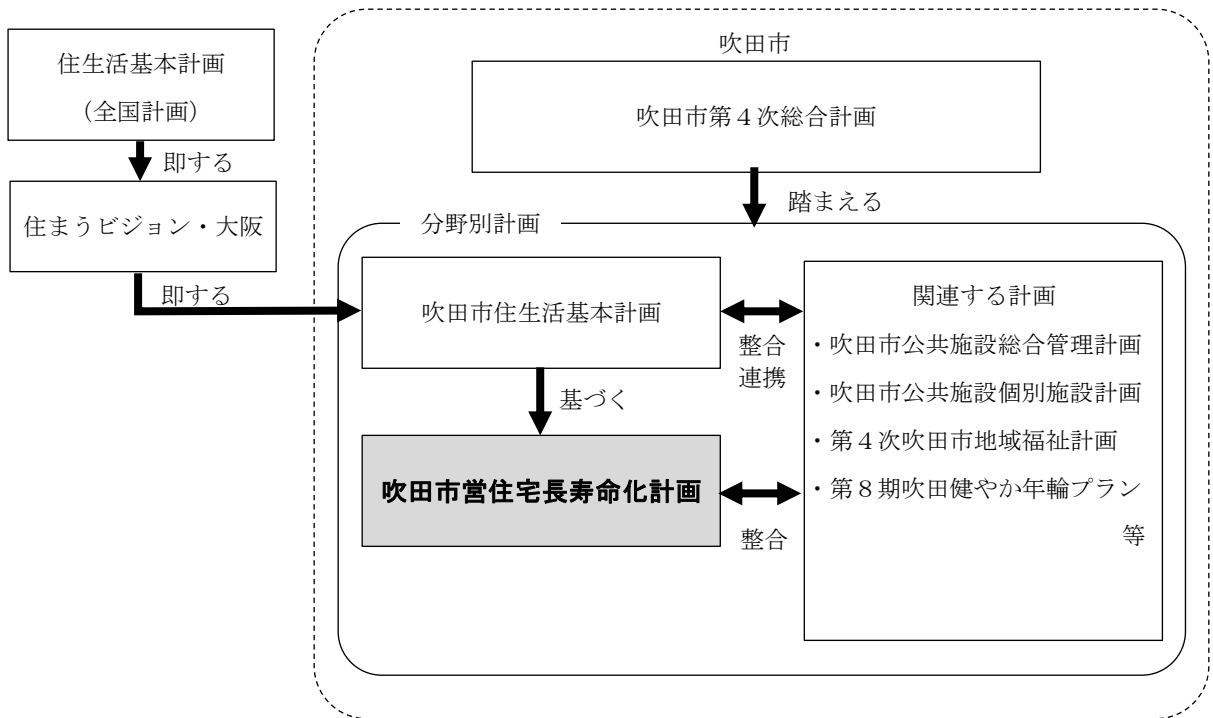 住生活基本計画
（全国計画）
即する
住まうビジョン・大阪
即する
吹田市
吹田市第４次総合計画
踏まえる
分野別計画
吹田市住生活基本計画
整合
連携
基づく
吹田市営住宅長寿命化計画
整合
関連する計画
・吹田市公共施設総合管理計画
・吹田市公共施設個別施設計画
・第４次吹田市地域福祉計画
・第８期吹田健やか年輪プラン
等